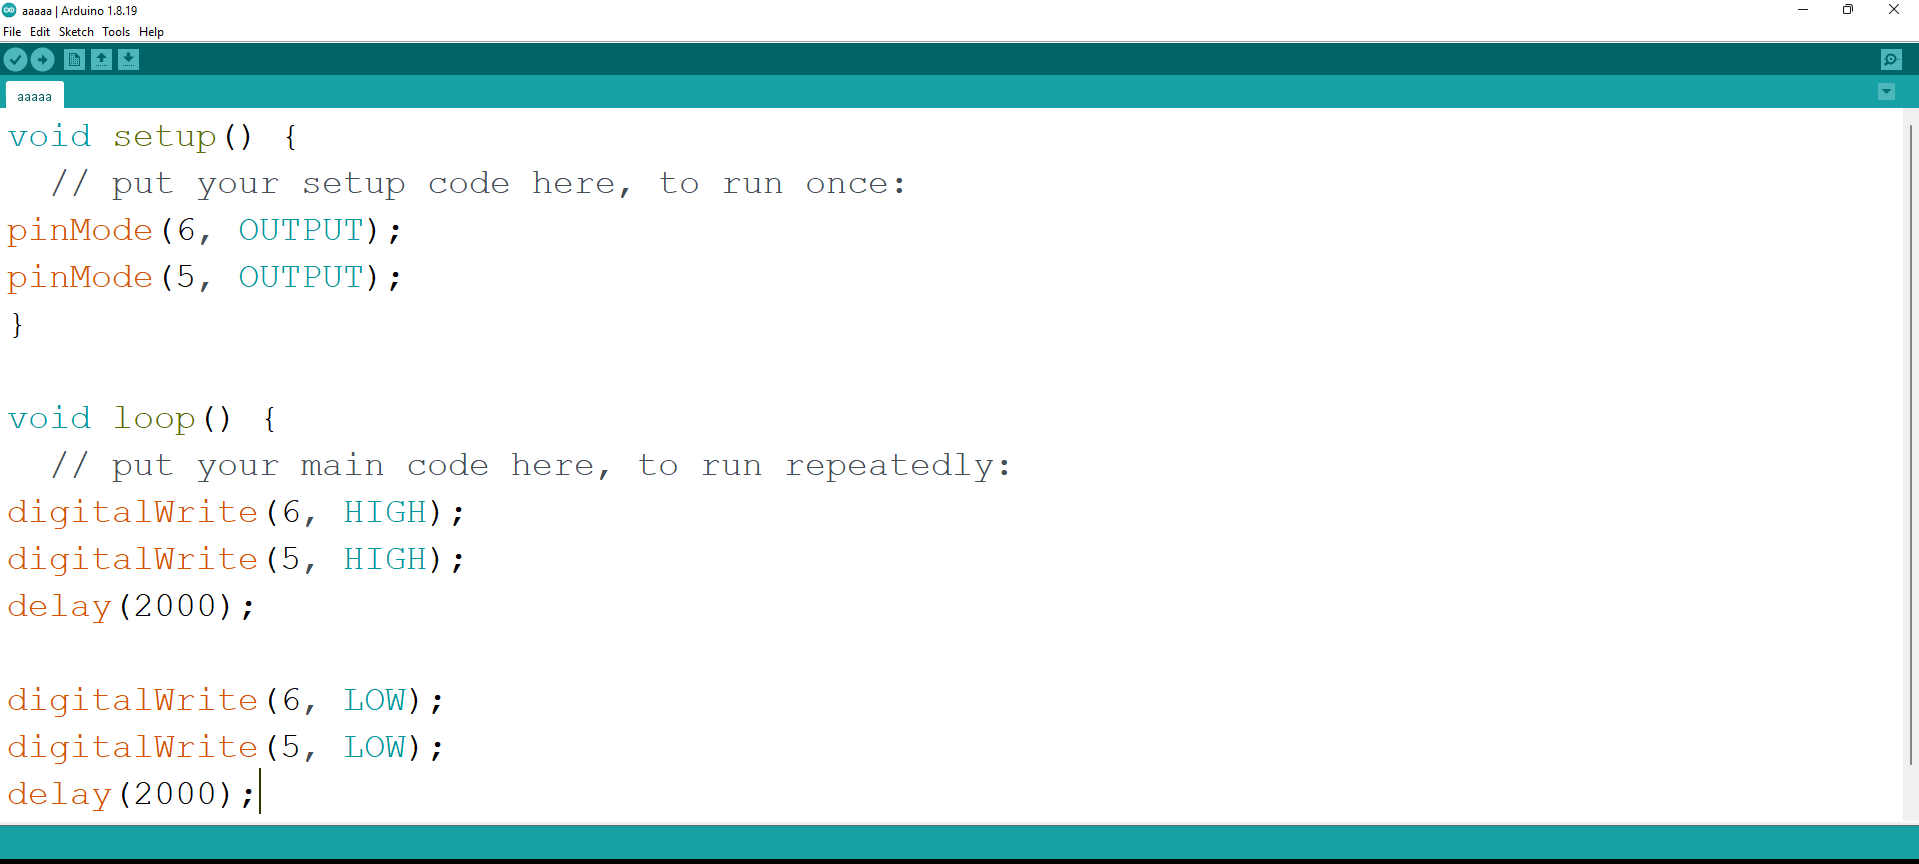 aaaaa | Arduino 1.8.19
File Edit Sketch Tools Help
aaaaa
void setup() {
  // put your setup code here, to run once:
pinMode(6, OUTPUT);
pinMode(5, OUTPUT);
}

void loop() {
  // put your main code here, to run repeatedly:
digitalWrite(6, HIGH);
digitalWrite(5, HIGH);
delay(2000);

digitalWrite(6, LOW);
digitalWrite(5, LOW);
delay(2000);